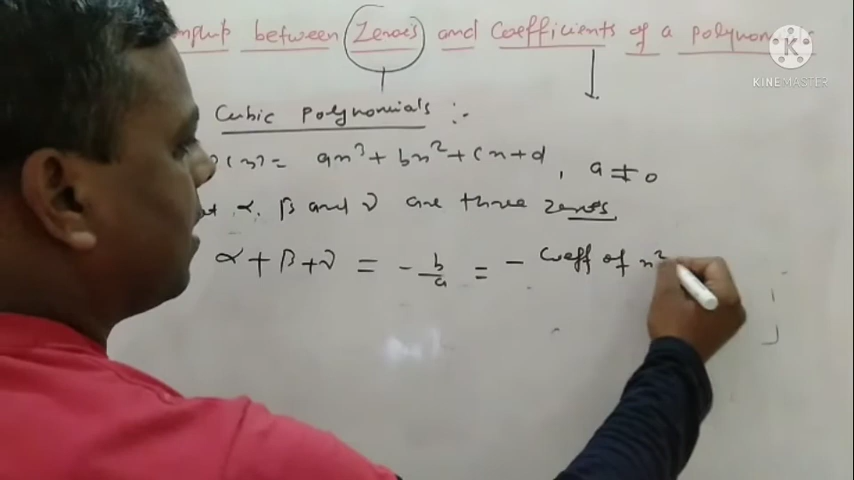 between Zeroes and Coefficients of a polynom
KINEMASTER
Cubic polynomials :-
= ax³ + bx² + cx + d , a ≠ 0
α, β and γ are three zeroes
α + β + γ = - b/a = - Coeff of x²